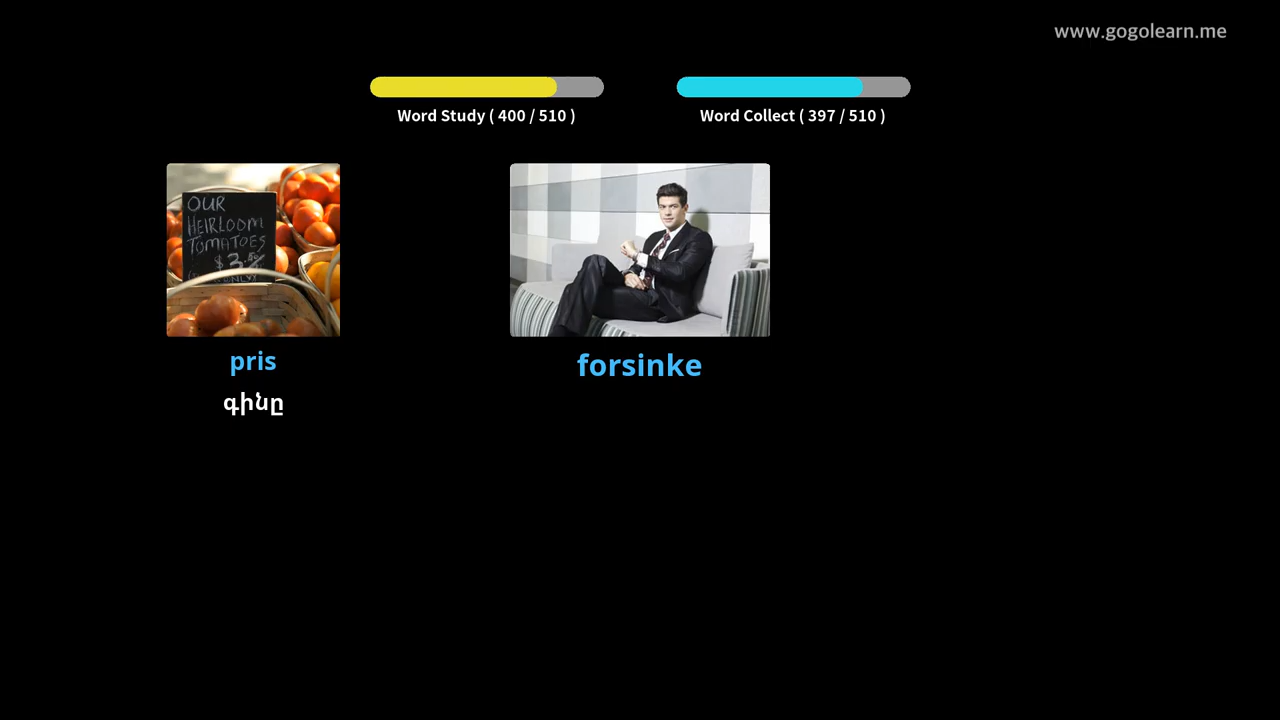 www.gogolearn.me
Word Study ( 400 / 510 )
Word Collect ( 397 / 510 )
OUR
HEIRLOOM
TOMATOES
pris
գինը
forsinke